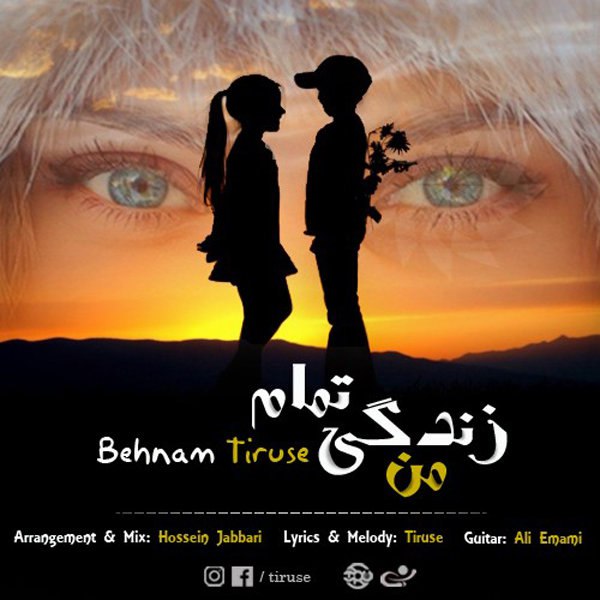 تمام
زندگی
من
Behnam Tiruse
Arrangement & Mix: Hossein Jabbari Lyrics & Melody: Tiruse Guitar: Ali Emami
/ tiruse